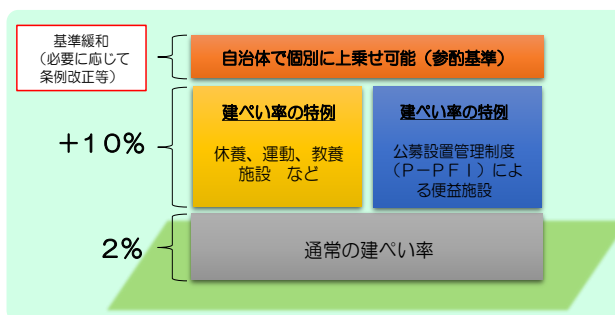 基準緩和
(必要に応じて
条例改正等)
自治体で個別に上乗せ可能(参酌基準)
+10%
建ぺい率の特例
休養、運動、教養
施設 など
建ぺい率の特例
公募設置管理制度
(P-PFI)によ
る便益施設
2%
通常の建ぺい率